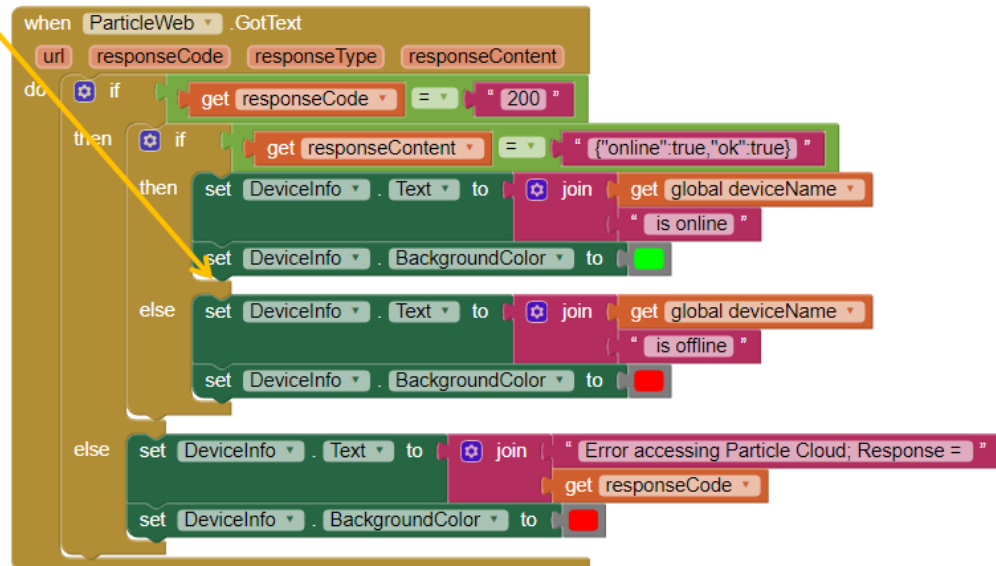 when ParticleWeb .GotText
url responseCode responseType responseContent
do if get responseCode = " 200 "
then if get responseContent = " {"online":true,"ok":true} "
then set DeviceInfo . Text to join get global deviceName
" is online "
set DeviceInfo . BackgroundColor to
else set DeviceInfo . Text to join get global deviceName
" is offline "
set DeviceInfo . BackgroundColor to
else set DeviceInfo . Text to join " Error accessing Particle Cloud; Response = "
get responseCode
set DeviceInfo . BackgroundColor to